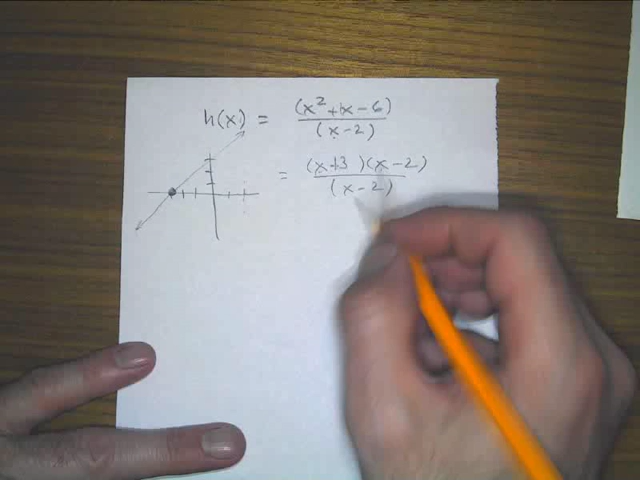 h(x) = (x² + x - 6) / (x - 2)
= (x+3)(x - 2) / (x - 2)